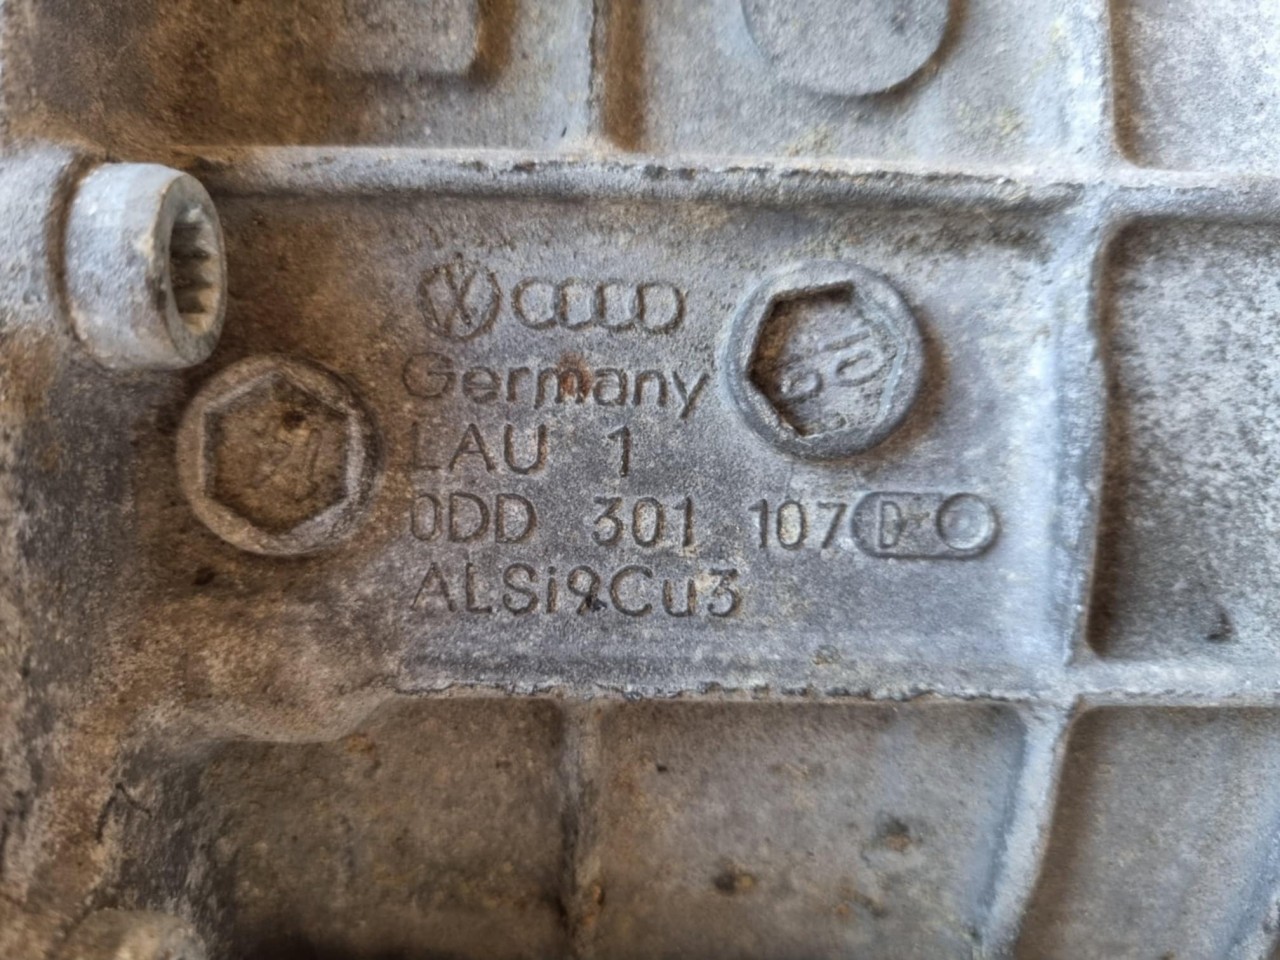 Germany
LAU 1
0DD 301 107 D
ALSi9Cu3